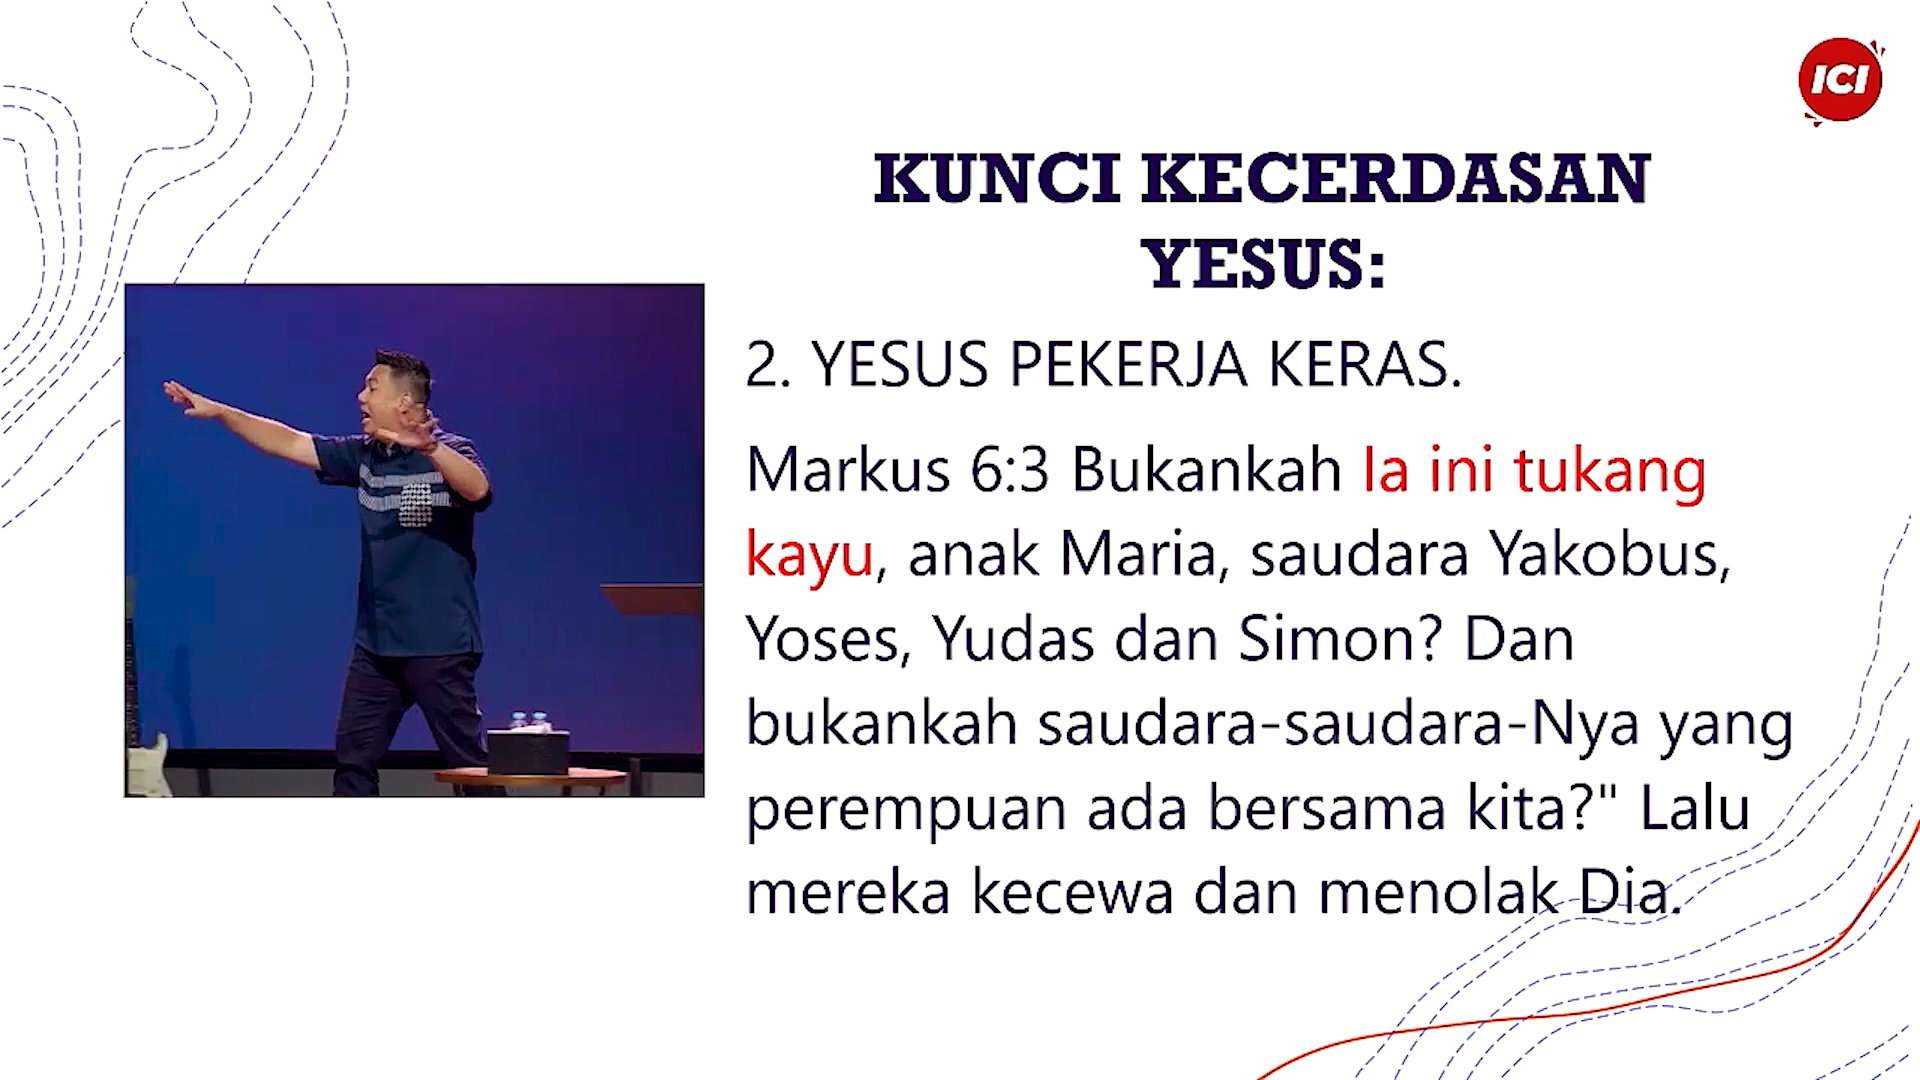 ICI
KUNCI KECERDASAN
YESUS:
2. YESUS PEKERJA KERAS.
Markus 6:3 Bukankah Ia ini tukang
kayu, anak Maria, saudara Yakobus,
Yoses, Yudas dan Simon? Dan
bukankah saudara-saudara-Nya yang
perempuan ada bersama kita?" Lalu
mereka kecewa dan menolak Dia.